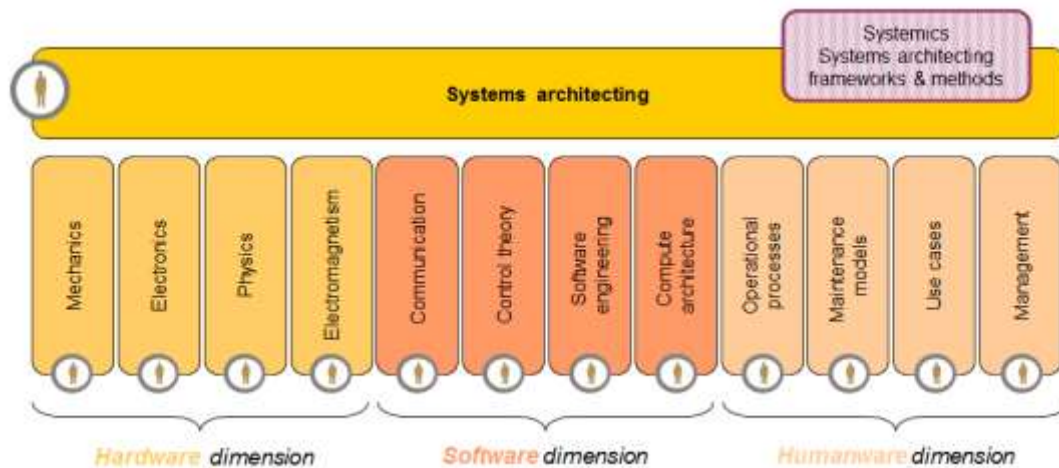 Systemics
Systems architecting
frameworks & methods
Systems architecting
Mechanics
Electronics
Physics
Electromagnetism
Communication
Control theory
Software
engineering
Compute
architecture
Operational
processes
Maintenance
models
Use cases
Management
Hardware dimension
Software dimension
Humanware dimension